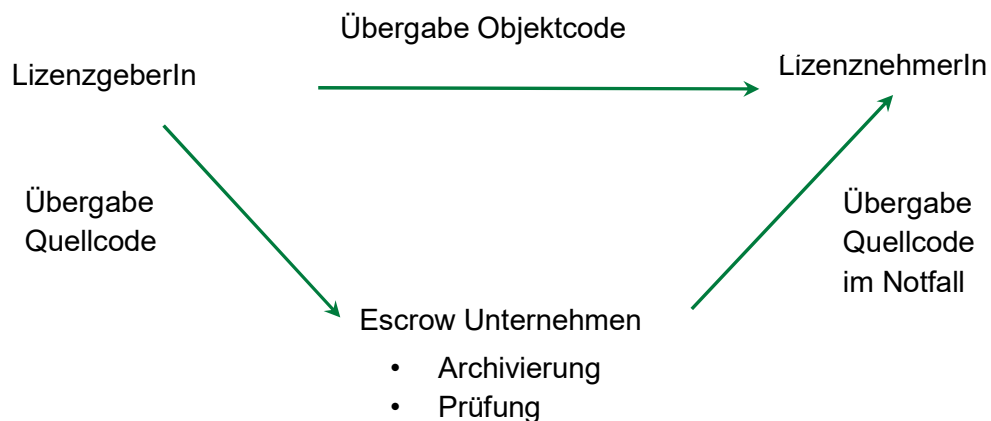 Übergabe Objektcode
LizenzgeberIn
LizenznehmerIn
Übergabe
Quellcode
Übergabe
Quellcode
im Notfall
Escrow Unternehmen
• Archivierung
• Prüfung